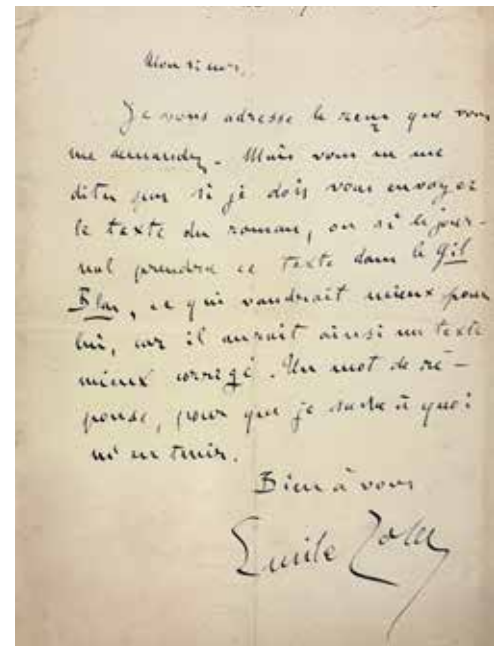 Monsieur,
Je vous adresse le reçu que vous
me demandez. Mais vous ne me
dites pas si je dois vous envoyer
le texte du roman, ou si le jour-
nal prendra ce texte dans le Gil
Blas, ce qui vaudrait mieux pour
lui, car il aurait ainsi un texte
mieux corrigé. Un mot de ré-
ponse, pour que je sache à quoi
m'en tenir.
Bien à vous
Emile Zola